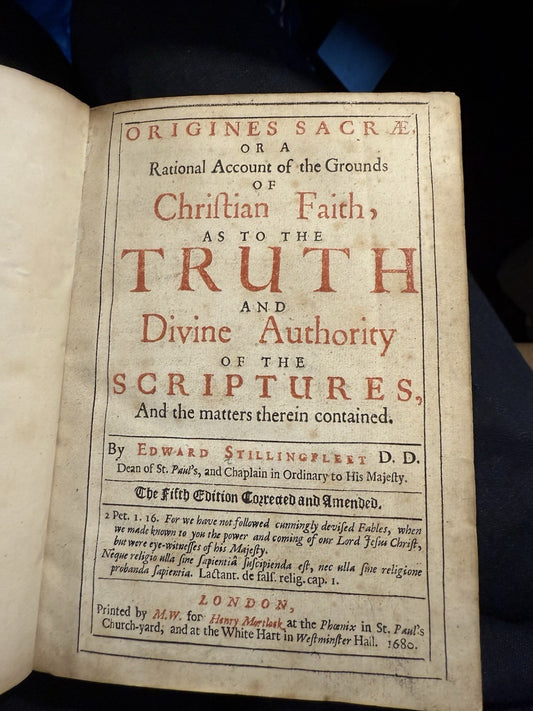 ORIGINES SACRÆ,
OR A
Rational Account of the Grounds
OF
Chriſtian Faith,
AS TO THE
TRUTH
AND
Divine Authority
OF THE
SCRIPTURES,
And the matters therein contained.
By EDWARD STILLINGFLEET D. D.
Dean of St. Paul's, and Chaplain in Ordinary to His Majeſty.
The Fifth Edition Corrected and Amended.
2 Pet. 1. 16. For we have not followed cunningly deviſed Fables, when
we made known to you the power and coming of our Lord Jeſus Chriſt,
but were eye-witneſſes of his Majeſty.
Neque religio ulla ſine ſapientiâ ſuſcipienda eſt, nec ulla ſine religione
probanda ſapientia. Lactant. de falſ. relig. cap. 1.
LONDON,
Printed by M.W. for Henry Mortlock at the Phœnix in St. Paul's
Church-yard; and at the White Hart in Weſtminſter Hall. 1680.